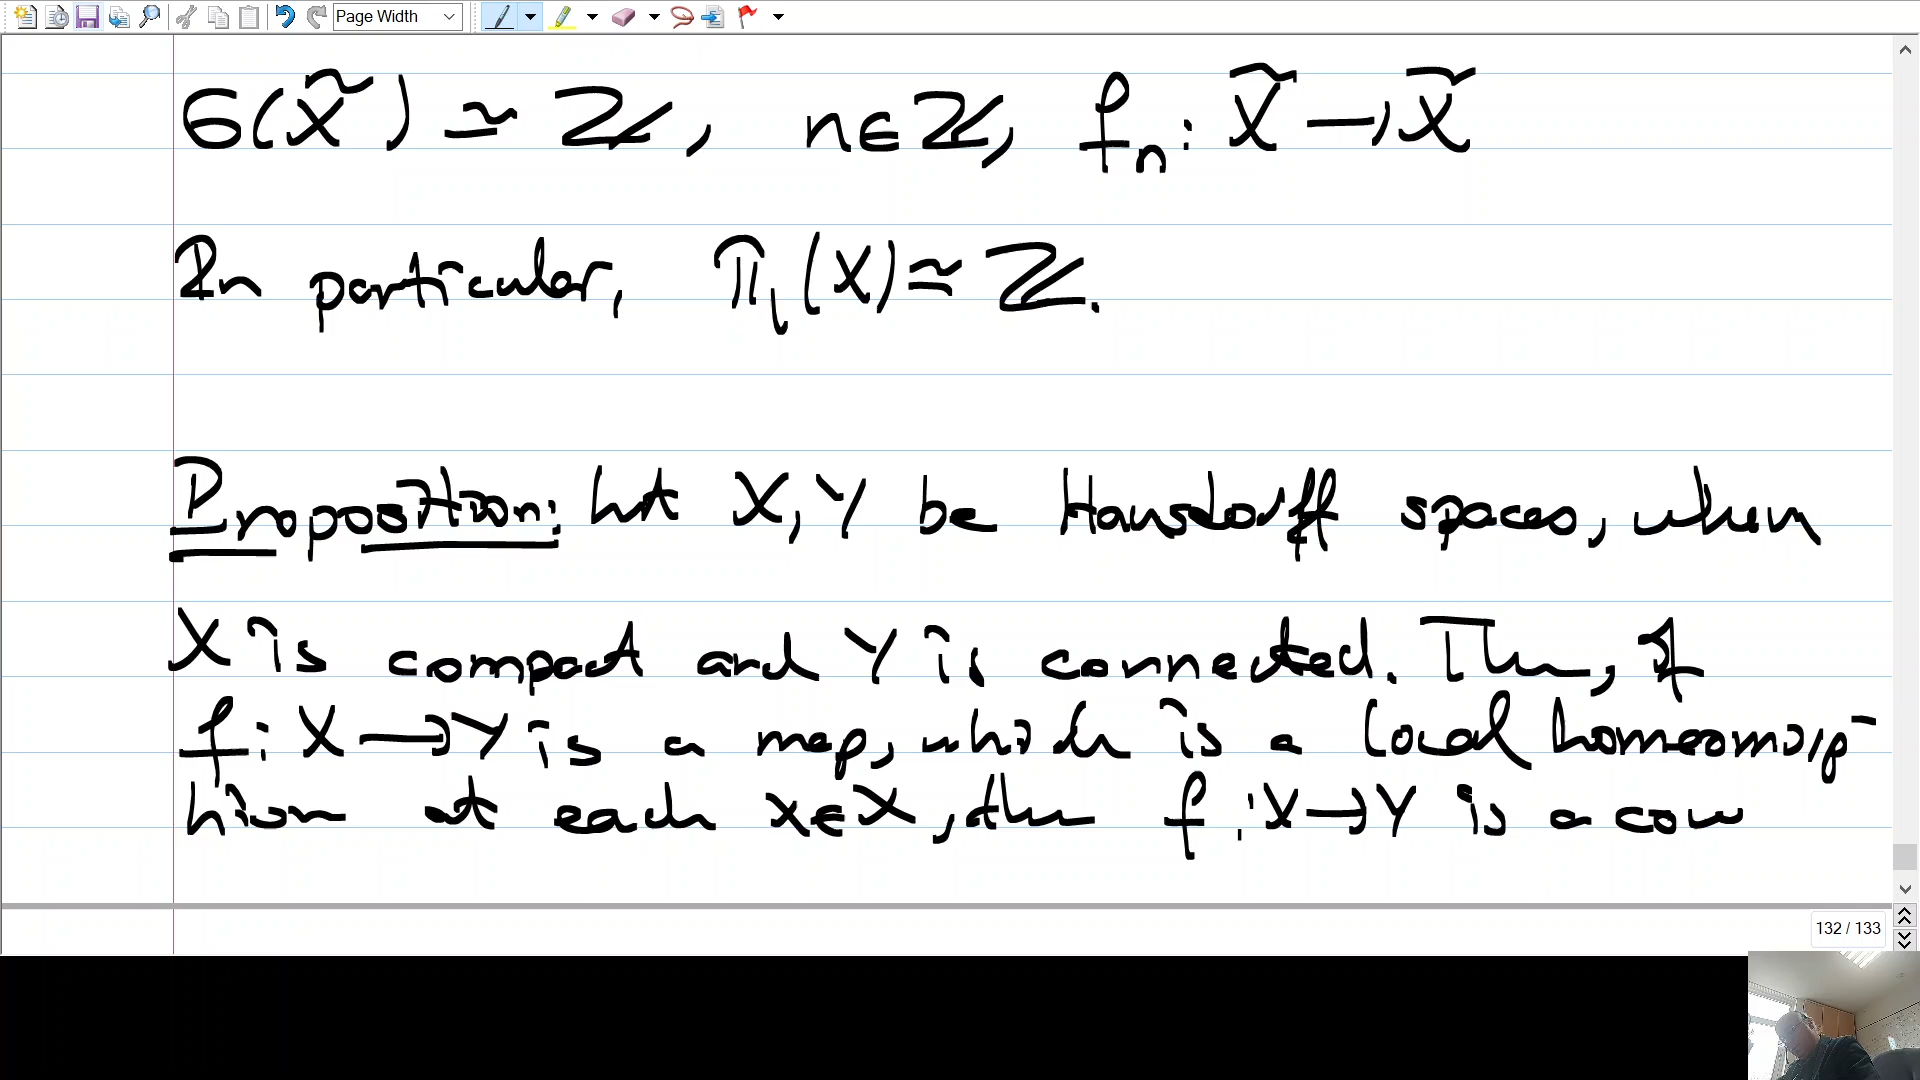 Page Width
G(X̃) ≃ ℤ, n∈ℤ, fₙ: X̃ → X̃
In particular, π₁(X) ≃ ℤ.
Proposition: Let X, Y be Hausdorff spaces, when
X is compact and Y is connected. Then, if
f: X → Y is a map, which is a local homeomorp-
hism at each x∈X, then f: X → Y is a cov
132 / 133